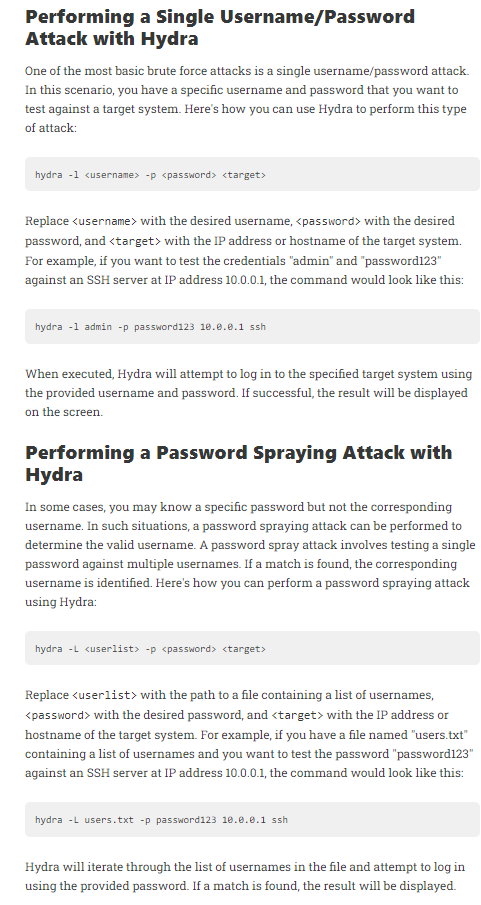 Performing a Single Username/Password
Attack with Hydra
One of the most basic brute force attacks is a single username/password attack.
In this scenario, you have a specific username and password that you want to
test against a target system. Here's how you can use Hydra to perform this type
of attack:
hydra -l <username> -p <password> <target>
Replace <username> with the desired username, <password> with the desired
password, and <target> with the IP address or hostname of the target system.
For example, if you want to test the credentials "admin" and "password123"
against an SSH server at IP address 10.0.0.1, the command would look like this:
hydra -l admin -p password123 10.0.0.1 ssh
When executed, Hydra will attempt to log in to the specified target system using
the provided username and password. If successful, the result will be displayed
on the screen.
Performing a Password Spraying Attack with
Hydra
In some cases, you may know a specific password but not the corresponding
username. In such situations, a password spraying attack can be performed to
determine the valid username. A password spray attack involves testing a single
password against multiple usernames. If a match is found, the corresponding
username is identified. Here's how you can perform a password spraying attack
using Hydra:
hydra -L <userlist> -p <password> <target>
Replace <userlist> with the path to a file containing a list of usernames,
<password> with the desired password, and <target> with the IP address or
hostname of the target system. For example, if you have a file named "users.txt"
containing a list of usernames and you want to test the password "password123"
against an SSH server at IP address 10.0.0.1, the command would look like this:
hydra -L users.txt -p password123 10.0.0.1 ssh
Hydra will iterate through the list of usernames in the file and attempt to log in
using the provided password. If a match is found, the result will be displayed.